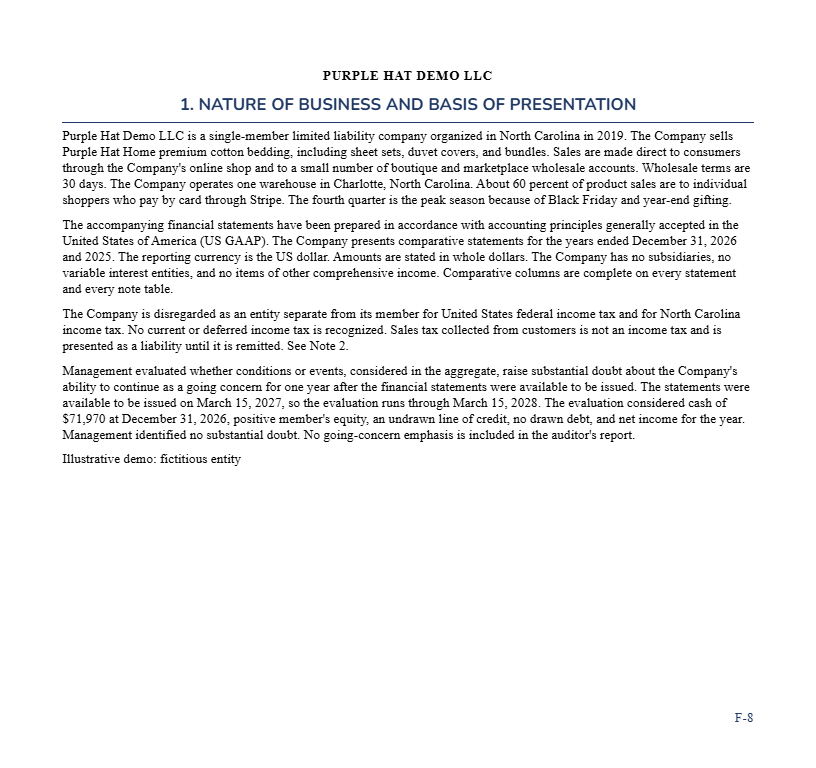 PURPLE HAT DEMO LLC
1. NATURE OF BUSINESS AND BASIS OF PRESENTATION
Purple Hat Demo LLC is a single-member limited liability company organized in North Carolina in 2019. The Company sells
Purple Hat Home premium cotton bedding, including sheet sets, duvet covers, and bundles. Sales are made direct to consumers
through the Company's online shop and to a small number of boutique and marketplace wholesale accounts. Wholesale terms are
30 days. The Company operates one warehouse in Charlotte, North Carolina. About 60 percent of product sales are to individual
shoppers who pay by card through Stripe. The fourth quarter is the peak season because of Black Friday and year-end gifting.
The accompanying financial statements have been prepared in accordance with accounting principles generally accepted in the
United States of America (US GAAP). The Company presents comparative statements for the years ended December 31, 2026
and 2025. The reporting currency is the US dollar. Amounts are stated in whole dollars. The Company has no subsidiaries, no
variable interest entities, and no items of other comprehensive income. Comparative columns are complete on every statement
and every note table.
The Company is disregarded as an entity separate from its member for United States federal income tax and for North Carolina
income tax. No current or deferred income tax is recognized. Sales tax collected from customers is not an income tax and is
presented as a liability until it is remitted. See Note 2.
Management evaluated whether conditions or events, considered in the aggregate, raise substantial doubt about the Company's
ability to continue as a going concern for one year after the financial statements were available to be issued. The statements were
available to be issued on March 15, 2027, so the evaluation runs through March 15, 2028. The evaluation considered cash of
$71,970 at December 31, 2026, positive member's equity, an undrawn line of credit, no drawn debt, and net income for the year.
Management identified no substantial doubt. No going-concern emphasis is included in the auditor's report.
Illustrative demo: fictitious entity
F-8